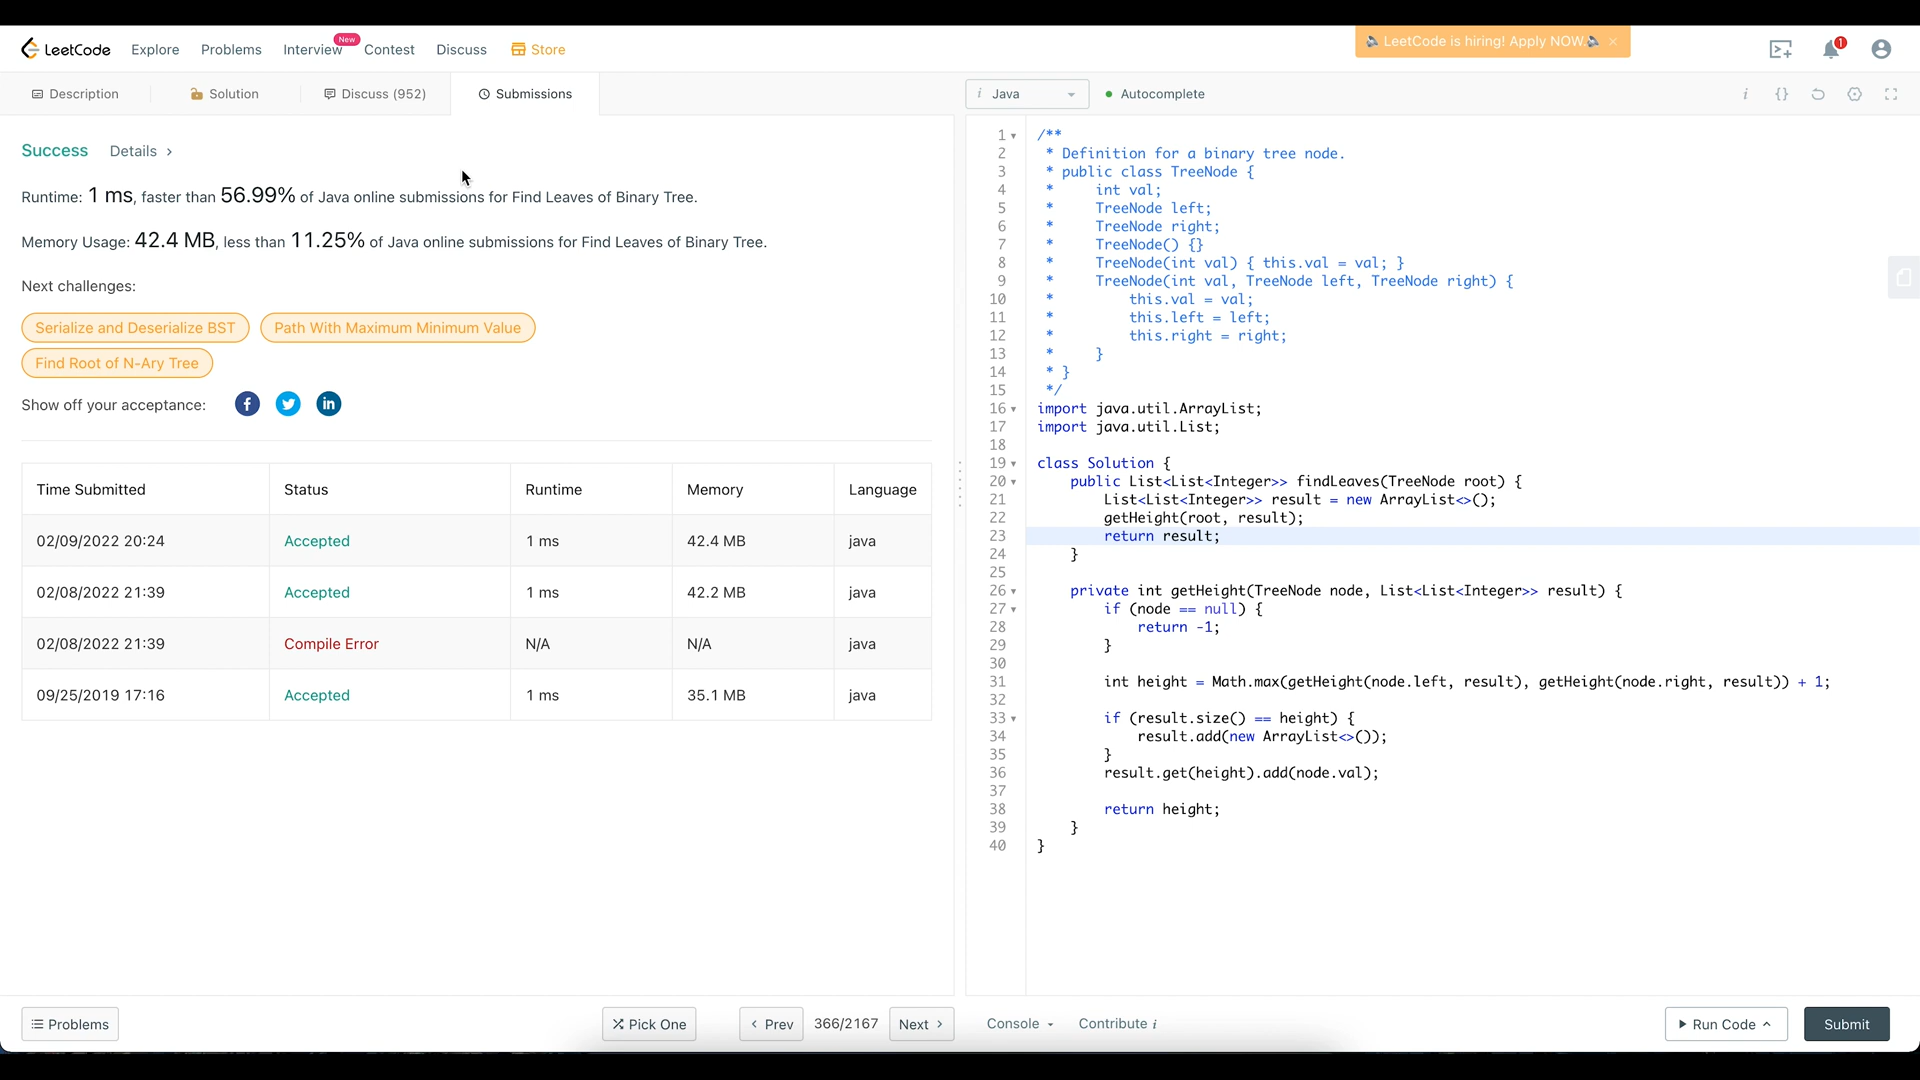 LeetCode Explore Problems Interview New Contest Discuss Store LeetCode is hiring! Apply NOW. × 1
Description Solution Discuss (952) Submissions
i Java Autocomplete i {}
Success Details >
Runtime: 1 ms, faster than 56.99% of Java online submissions for Find Leaves of Binary Tree.
Memory Usage: 42.4 MB, less than 11.25% of Java online submissions for Find Leaves of Binary Tree.
Next challenges:
Serialize and Deserialize BST Path With Maximum Minimum Value
Find Root of N-Ary Tree
Show off your acceptance: f in
Time Submitted Status Runtime Memory Language
02/09/2022 20:24 Accepted 1 ms 42.4 MB java
02/08/2022 21:39 Accepted 1 ms 42.2 MB java
02/08/2022 21:39 Compile Error N/A N/A java
09/25/2019 17:16 Accepted 1 ms 35.1 MB java
1 /**
2  * Definition for a binary tree node.
3  * public class TreeNode {
4  *     int val;
5  *     TreeNode left;
6  *     TreeNode right;
7  *     TreeNode() {}
8  *     TreeNode(int val) { this.val = val; }
9  *     TreeNode(int val, TreeNode left, TreeNode right) {
10  *         this.val = val;
11  *         this.left = left;
12  *         this.right = right;
13  *     }
14  * }
15  */
16 import java.util.ArrayList;
17 import java.util.List;
18
19 class Solution {
20     public List<List<Integer>> findLeaves(TreeNode root) {
21         List<List<Integer>> result = new ArrayList<>();
22         getHeight(root, result);
23         return result;
24     }
25
26     private int getHeight(TreeNode node, List<List<Integer>> result) {
27         if (node == null) {
28             return -1;
29         }
30
31         int height = Math.max(getHeight(node.left, result), getHeight(node.right, result)) + 1;
32
33         if (result.size() == height) {
34             result.add(new ArrayList<>());
35         }
36         result.get(height).add(node.val);
37
38         return height;
39     }
40 }
Problems Pick One < Prev 366/2167 Next > Console Contribute i Run Code Submit